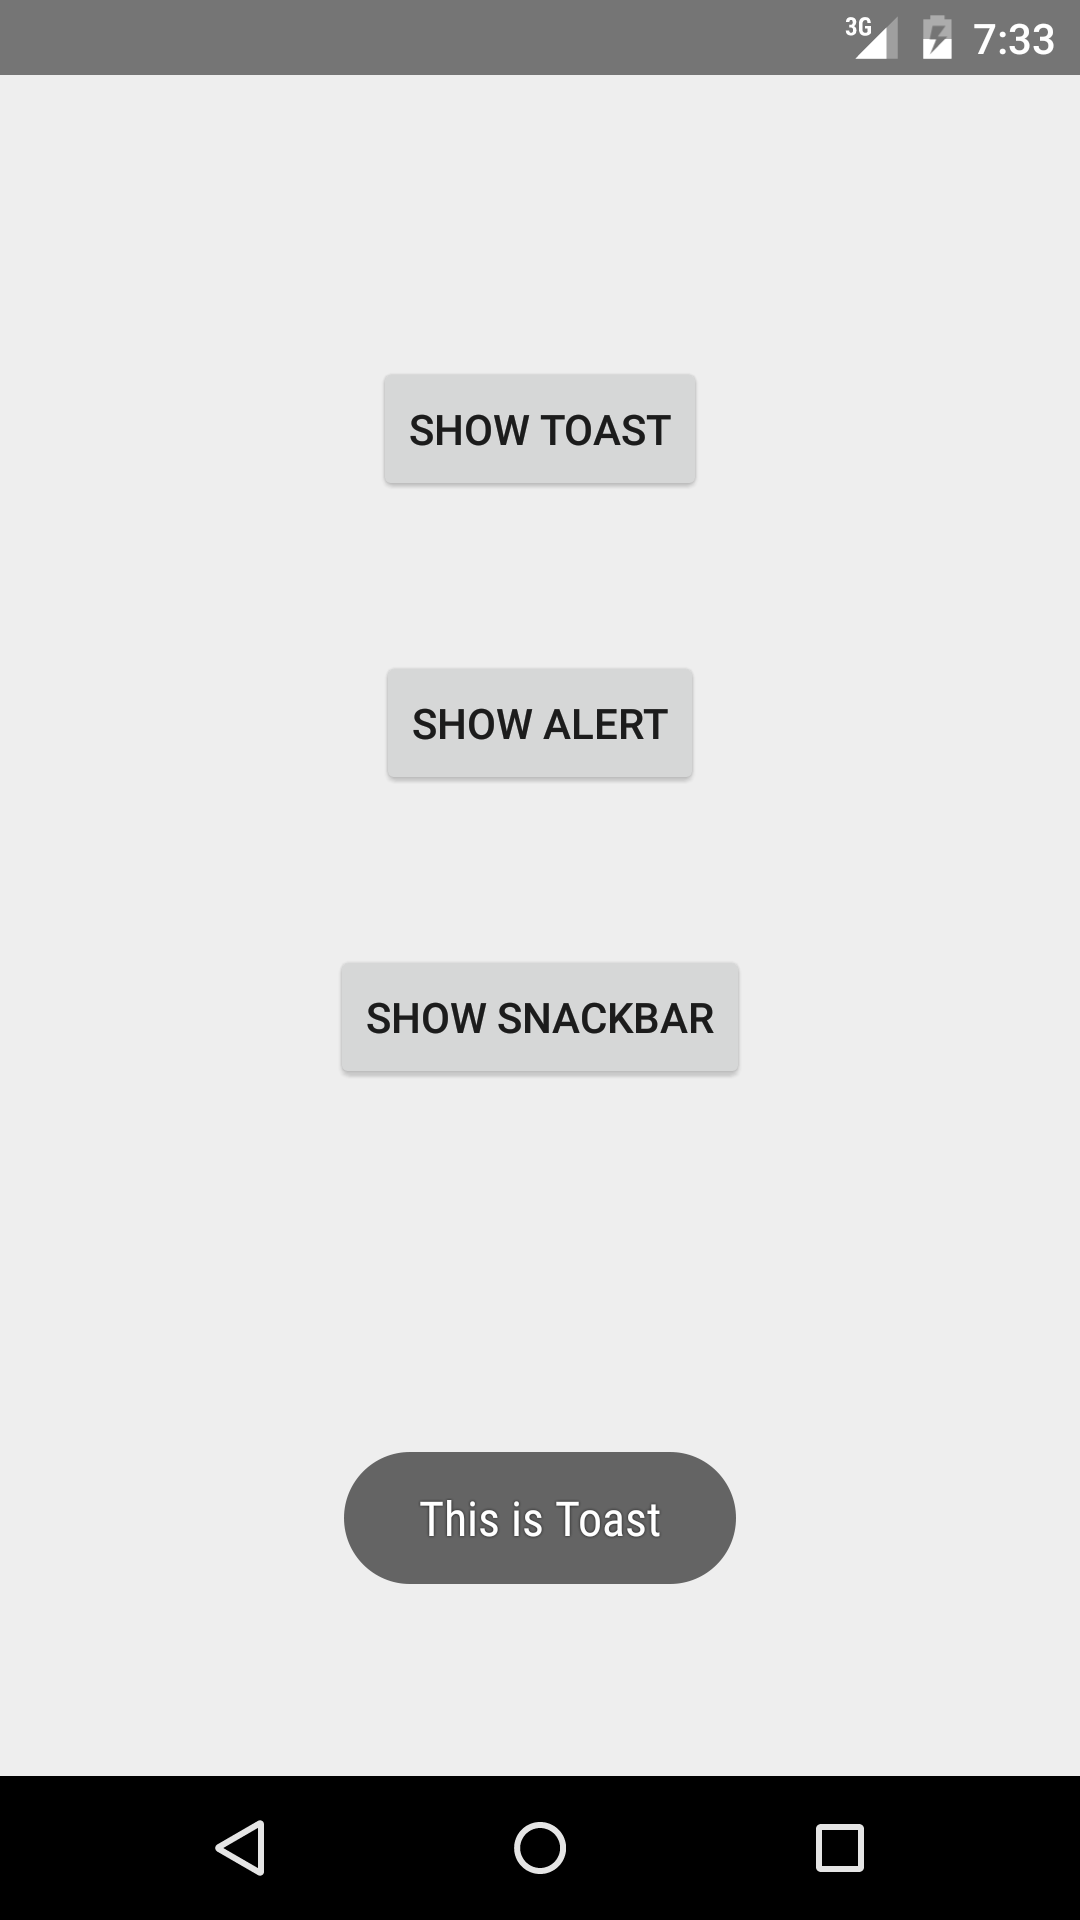 3G 7:33
SHOW TOAST
SHOW ALERT
SHOW SNACKBAR
This is Toast